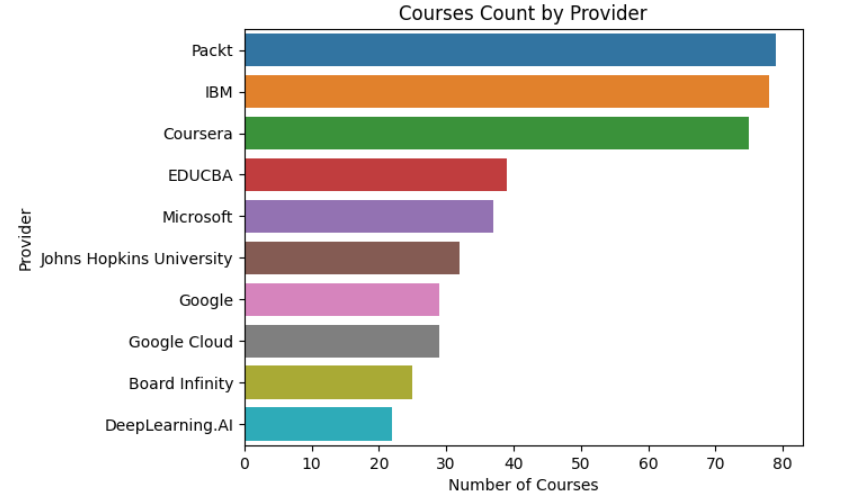 Courses Count by Provider
Packt
IBM
Coursera
EDUCBA
Microsoft
Johns Hopkins University
Google
Google Cloud
Board Infinity
DeepLearning.AI
Provider
0 10 20 30 40 50 60 70 80
Number of Courses